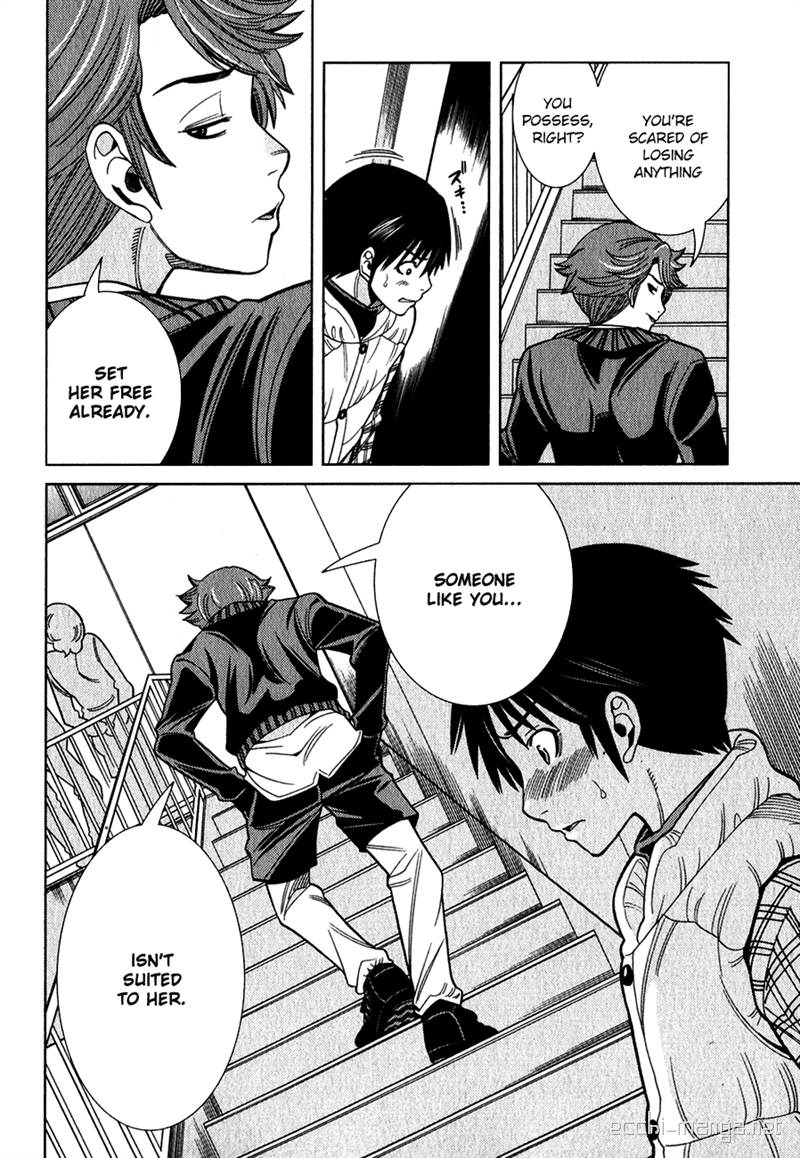 YOU'RE
SCARED OF
LOSING
ANYTHING
YOU
POSSESS,
RIGHT?
ズキ…
SET
HER FREE
ALREADY.
SOMEONE
LIKE YOU...
ISN'T
SUITED
TO HER.
ecchi-manga.net